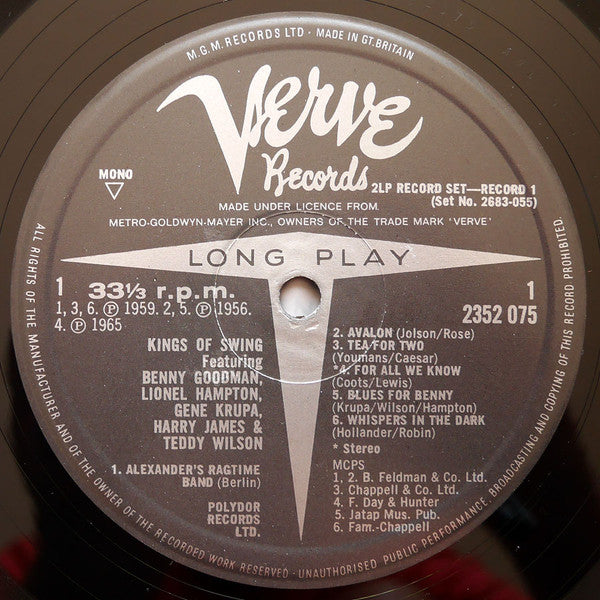 M.G.M. RECORDS LTD · MADE IN GT. BRITAIN
Verve
Records
MONO
2LP RECORD SET—RECORD 1
(Set No. 2683-055)
MADE UNDER LICENCE FROM
METRO-GOLDWYN-MAYER INC., OWNERS OF THE TRADE MARK 'VERVE'
LONG PLAY
1 33⅓ r.p.m.
1, 3, 6. Ⓟ 1959. 2, 5. Ⓟ 1956.
4. Ⓟ 1965
1
2352 075
KINGS OF SWING
Featuring
BENNY GOODMAN,
LIONEL HAMPTON,
GENE KRUPA,
HARRY JAMES &
TEDDY WILSON
1. ALEXANDER'S RAGTIME
BAND (Berlin)
POLYDOR
RECORDS
LTD.
2. AVALON (Jolson/Rose)
3. TEA FOR TWO
(Youmans/Caesar)
*4. FOR ALL WE KNOW
(Coots/Lewis)
5. BLUES FOR BENNY
(Krupa/Wilson/Hampton)
6. WHISPERS IN THE DARK
(Hollander/Robin)
* Stereo
MCPS
1, 2. B. Feldman & Co. Ltd.
3. Chappell & Co. Ltd.
4. F. Day & Hunter
5. Jatap Mus. Pub.
6. Fam.-Chappell
ALL RIGHTS OF THE MANUFACTURER AND OF THE OWNER OF THE RECORDED WORK RESERVED · UNAUTHORISED PUBLIC PERFORMANCE, BROADCASTING AND COPYING OF THIS RECORD PROHIBITED.